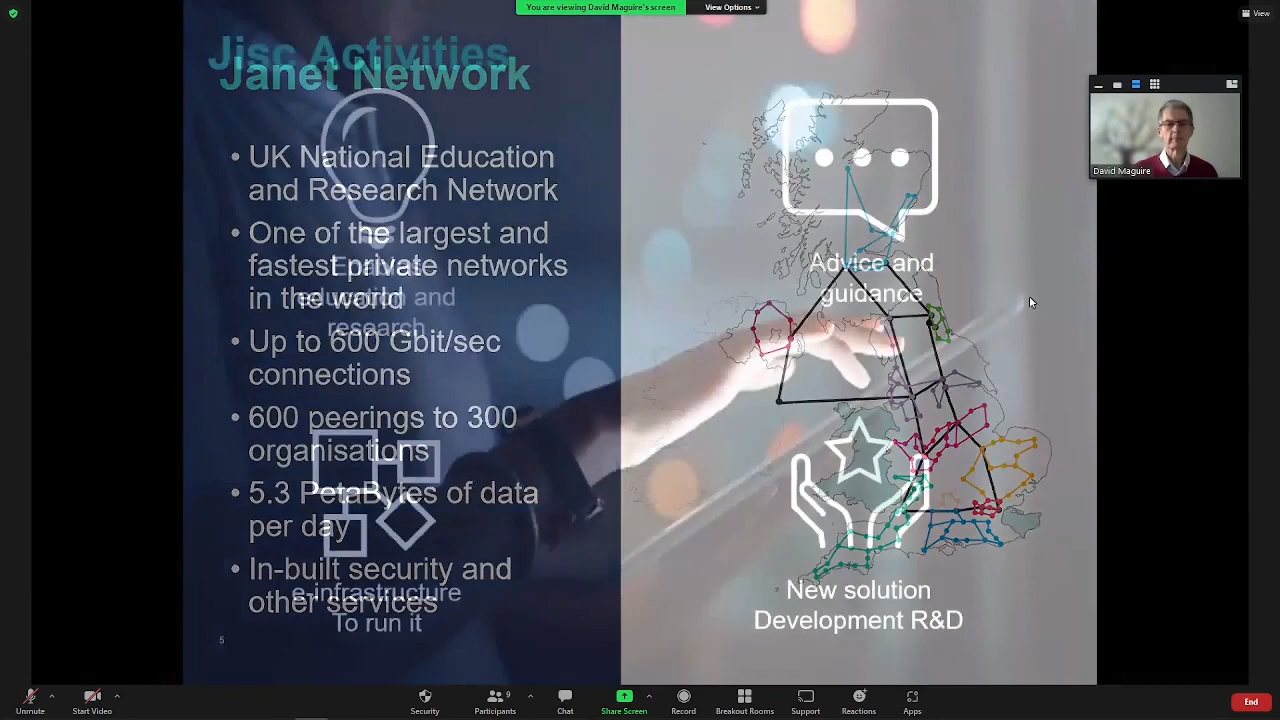 You are viewing David Maguire's screen
View Options
View
Jisc Activities
Janet Network
• UK National Education
and Research Network
• One of the largest and
fastest private networks
in the world
• Up to 600 Gbit/sec
connections
• 600 peerings to 300
organisations
• 5.3 PetaBytes of data
per day
• In-built security and
other services
education and
research
e-infrastructure
To run it
5
Advice and
guidance
New solution
Development R&D
David Maguire
Unmute
Start Video
Security
Participants
9
Chat
Share Screen
Record
Breakout Rooms
Support
Reactions
Apps
End